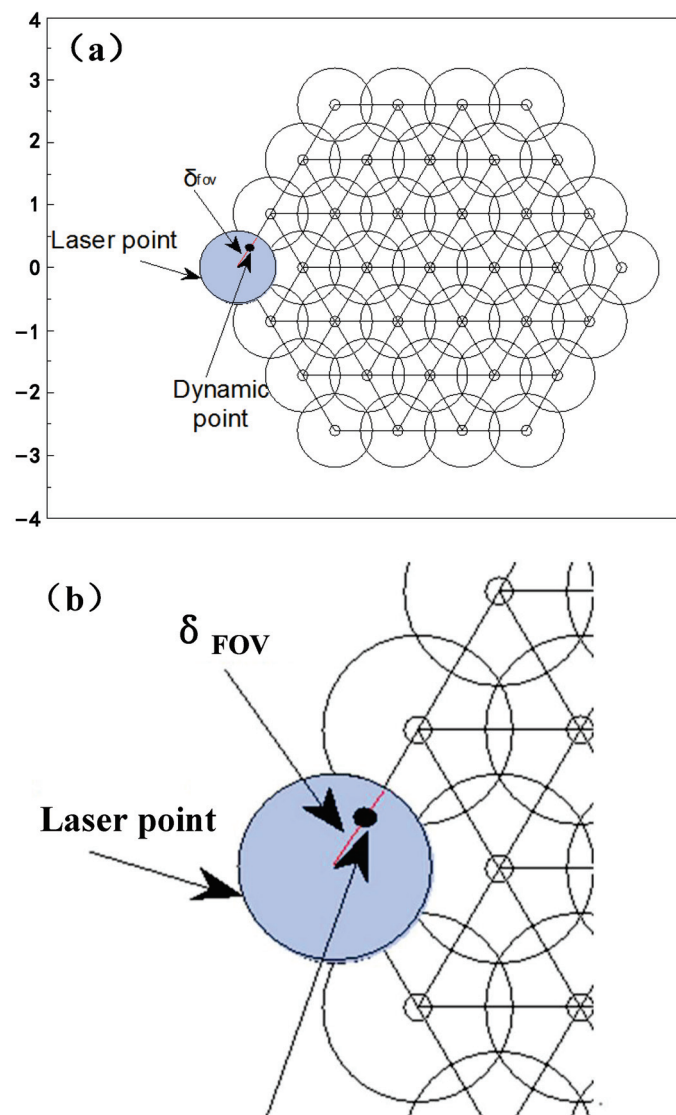 4
（a）
3
2
δfov
1
Laser point
0
-1
Dynamic
point
-2
-3
-4
（b）
δ FOV
Laser point